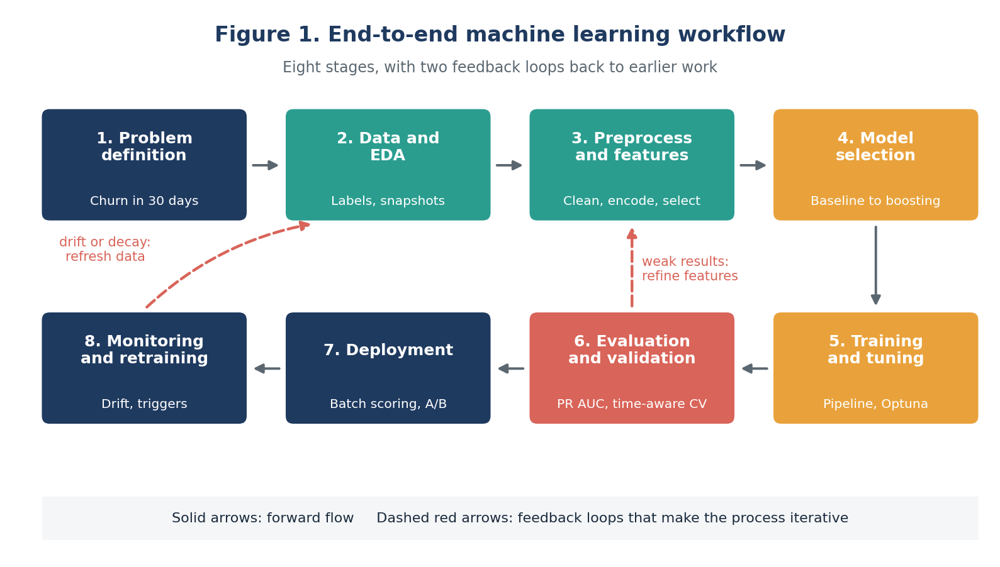 Figure 1. End-to-end machine learning workflow
Eight stages, with two feedback loops back to earlier work
1. Problem
definition
Churn in 30 days
2. Data and
EDA
Labels, snapshots
3. Preprocess
and features
Clean, encode, select
4. Model
selection
Baseline to boosting
drift or decay:
refresh data
weak results:
refine features
8. Monitoring
and retraining
Drift, triggers
7. Deployment
Batch scoring, A/B
6. Evaluation
and validation
PR AUC, time-aware CV
5. Training
and tuning
Pipeline, Optuna
Solid arrows: forward flow Dashed red arrows: feedback loops that make the process iterative